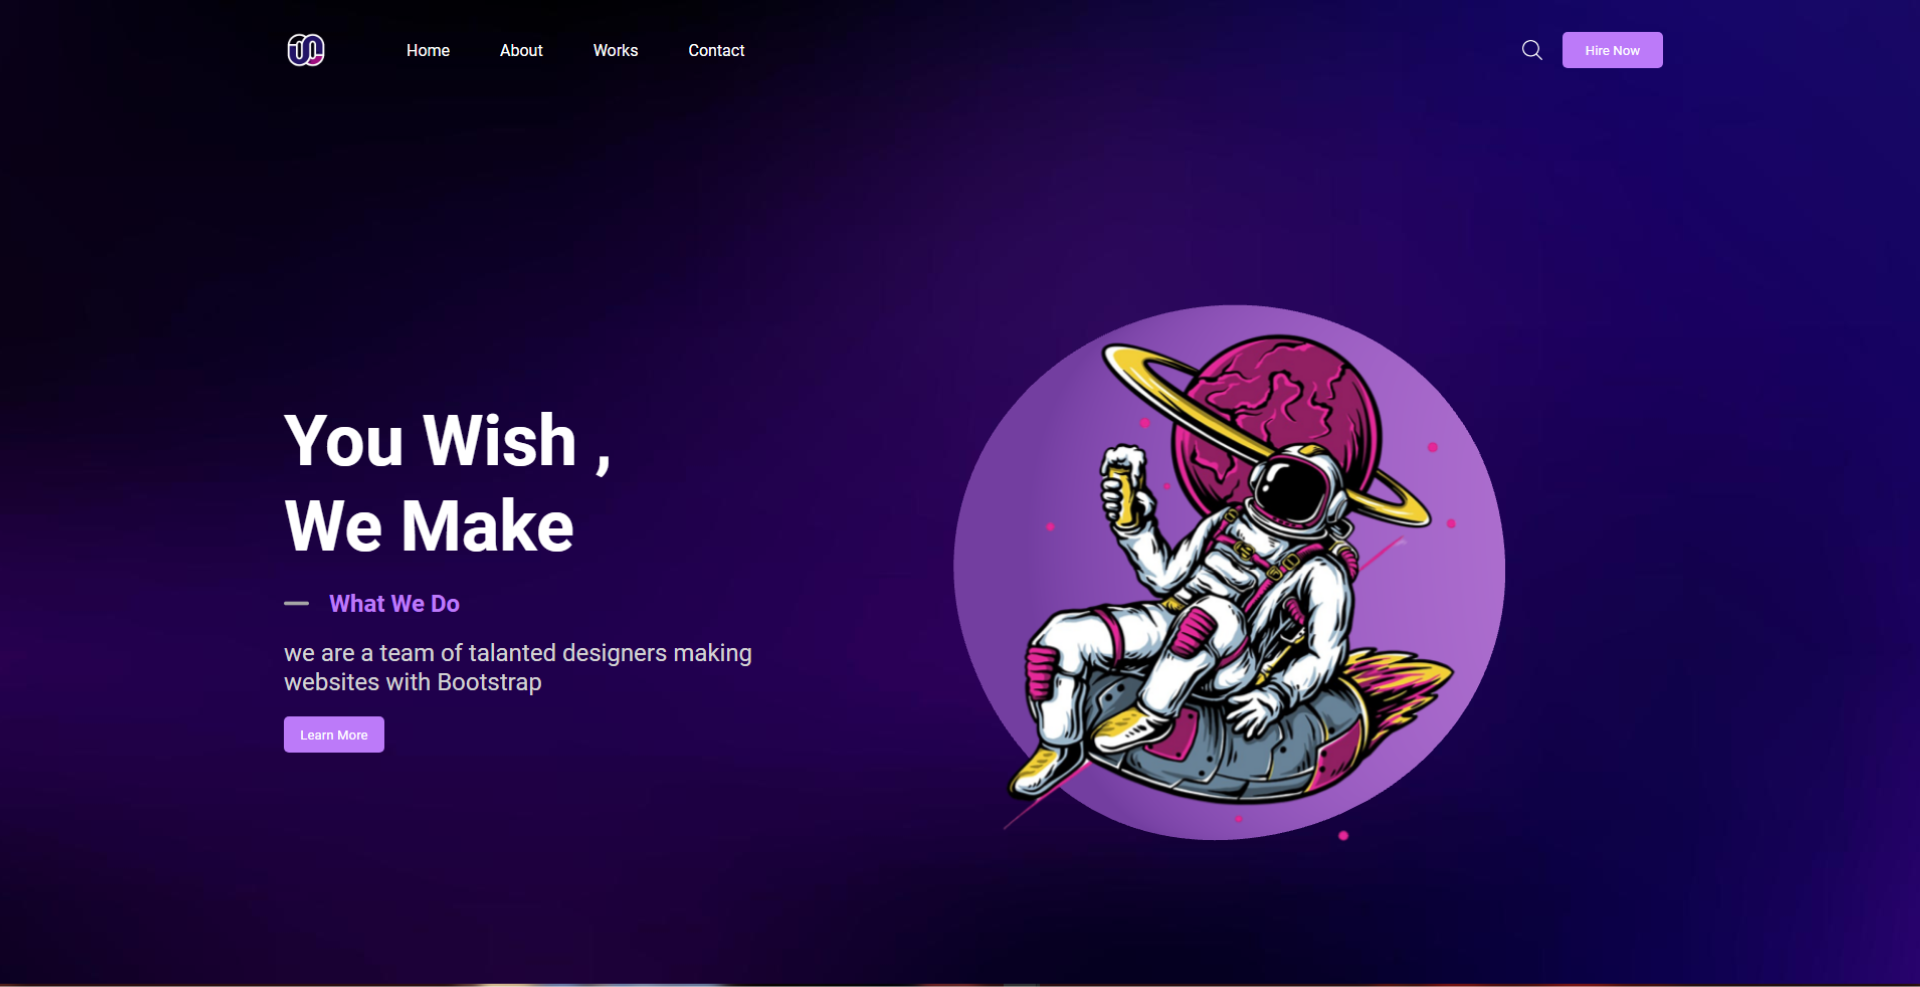 Home
About
Works
Contact
Hire Now
You Wish ,
We Make
What We Do
we are a team of talanted designers making
websites with Bootstrap
Learn More